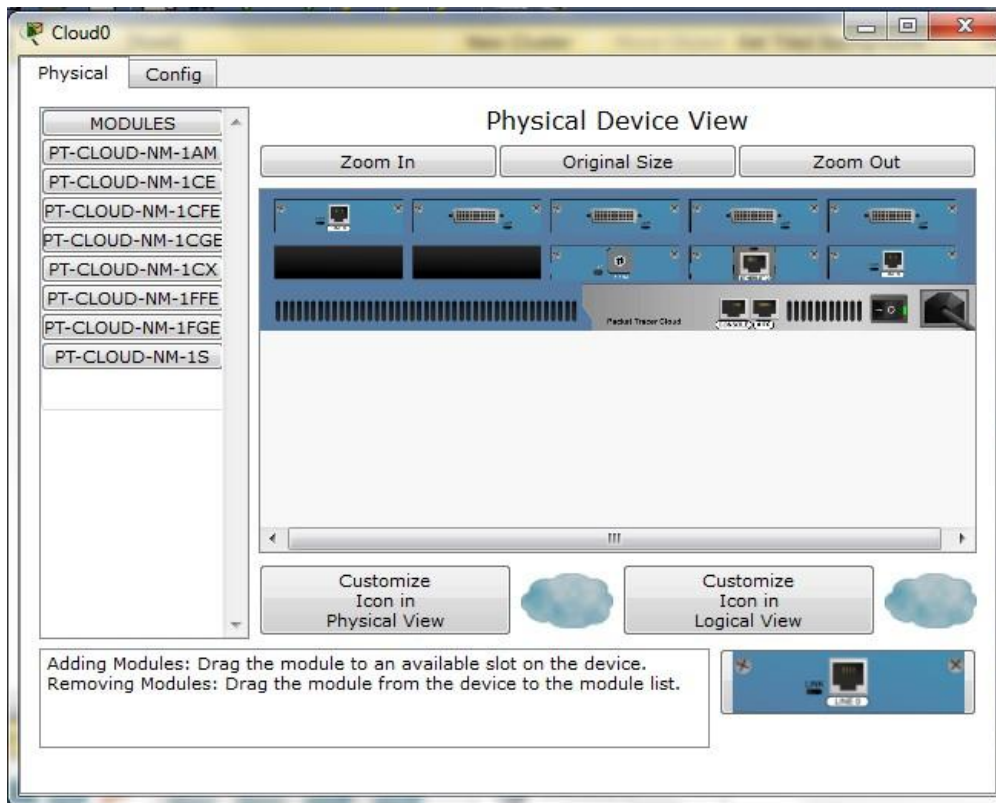 Cloud0
Physical
Config
MODULES
PT-CLOUD-NM-1AM
PT-CLOUD-NM-1CE
PT-CLOUD-NM-1CFE
PT-CLOUD-NM-1CGE
PT-CLOUD-NM-1CX
PT-CLOUD-NM-1FFE
PT-CLOUD-NM-1FGE
PT-CLOUD-NM-1S
Physical Device View
Zoom In
Original Size
Zoom Out
Packet Tracer Cloud
Customize
Icon in
Physical View
Customize
Icon in
Logical View
Adding Modules: Drag the module to an available slot on the device.
Removing Modules: Drag the module from the device to the module list.
LINK
LINE 0